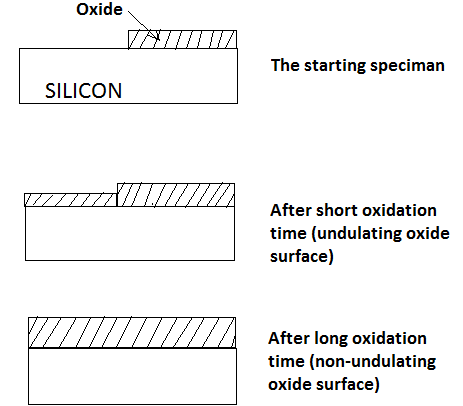 Oxide
The starting speciman
SILICON
After short oxidation
time (undulating oxide
surface)
After long oxidation
time (non-undulating
oxide surface)